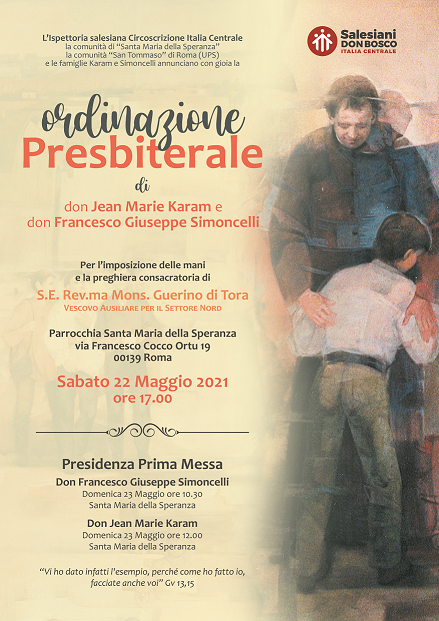 L'Ispettoria salesiana Circoscrizione Italia Centrale
la comunità di "Santa Maria della Speranza"
la comunità "San Tommaso" di Roma (UPS)
e le famiglie Karam e Simoncelli annunciano con gioia la
Salesiani
DON BOSCO
ITALIA CENTRALE
ordinazione
Presbiterale
di
don Jean Marie Karam e
don Francesco Giuseppe Simoncelli
Per l'imposizione delle mani
e la preghiera consacratoria di
S.E. Rev.ma Mons. Guerino di Tora
Vescovo Ausiliare per il Settore Nord
Parrocchia Santa Maria della Speranza
via Francesco Cocco Ortu 19
00139 Roma
Sabato 22 Maggio 2021
ore 17.00
Presidenza Prima Messa
Don Francesco Giuseppe Simoncelli
Domenica 23 Maggio ore 10.30
Santa Maria della Speranza
Don Jean Marie Karam
Domenica 23 Maggio ore 12.00
Santa Maria della Speranza
"Vi ho dato infatti l'esempio, perché come ho fatto io,
facciate anche voi" Gv 13,15